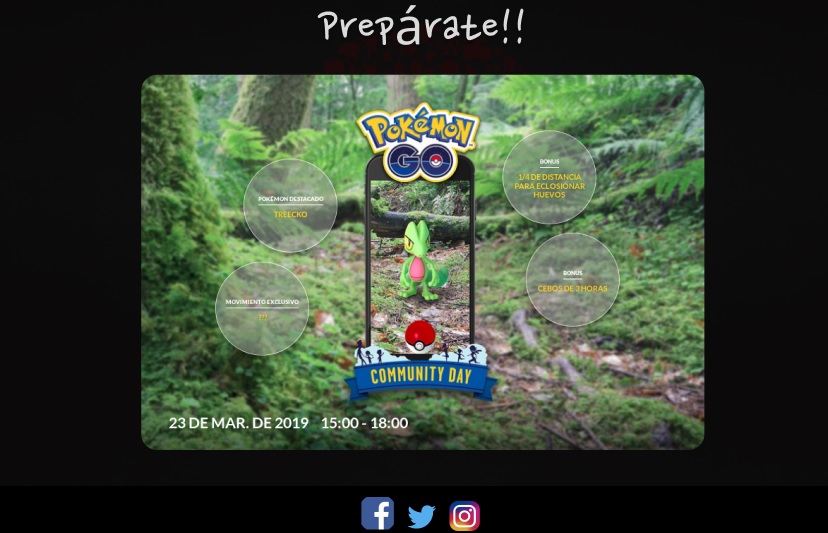 Prepárate!!
POKÉMON
GO
POKÉMON DESTACADO
TREECKO
MOVIMIENTO EXCLUSIVO
BONUS
1/4 DE DISTANCIA
PARA ECLOSIONAR
HUEVOS
BONUS
CEBOS DE 3 HORAS
COMMUNITY DAY
23 DE MAR. DE 2019 15:00 - 18:00